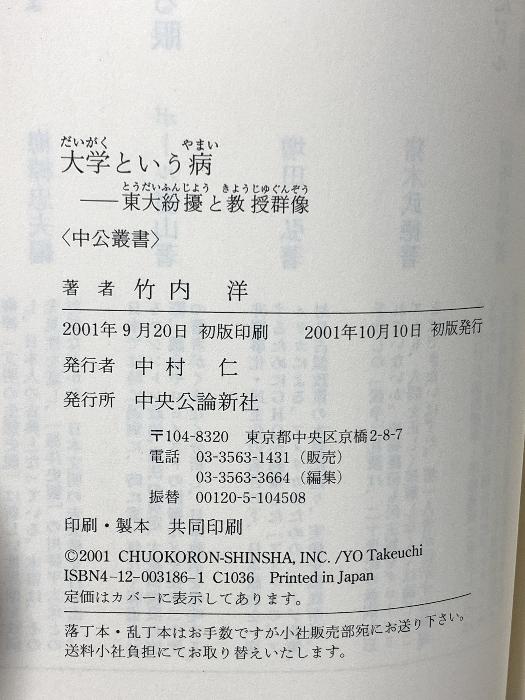 だいがく やまい
大学という病
とうだいふんじよう きようじゆぐんぞう
――東大紛擾と教授群像
〈中公叢書〉
著者 竹内 洋
2001年9月20日 初版印刷 2001年10月10日 初版発行
発行者 中村 仁
発行所 中央公論新社
〒104-8320 東京都中央区京橋2-8-7
電話 03-3563-1431（販売）
03-3563-3664（編集）
振替 00120-5-104508
印刷・製本 共同印刷
©2001 CHUOKORON-SHINSHA, INC. /YO Takeuchi
ISBN4-12-003186-1 C1036 Printed in Japan
定価はカバーに表示してあります。
落丁本・乱丁本はお手数ですが小社販売部宛にお送り下さい。
送料小社負担にてお取り替えいたします。